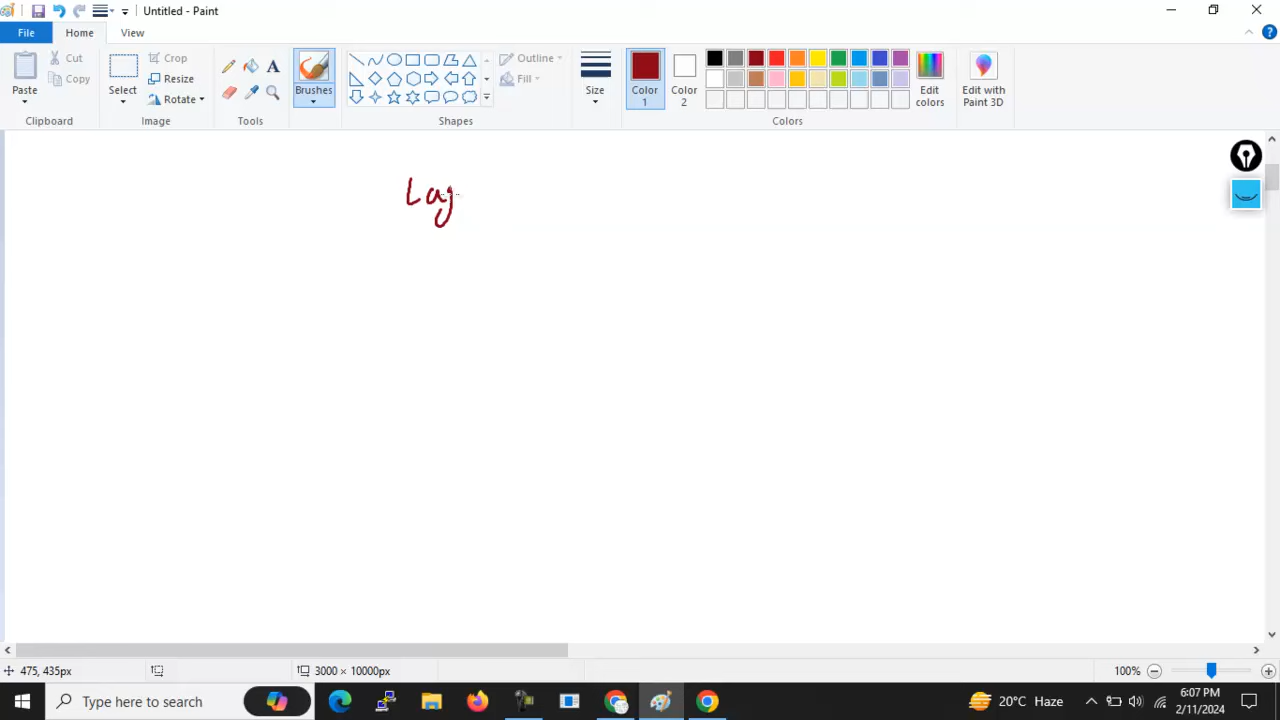 Untitled - Paint
File Home View
Paste Cut Copy Select Crop Resize Rotate Brushes Outline Fill Size Color 1 Color 2 Edit colors Edit with Paint 3D
Clipboard Image Tools Shapes Colors
Lay
475, 435px 3000 × 10000px 100%
Type here to search 20°C Haze 6:07 PM
2/11/2024